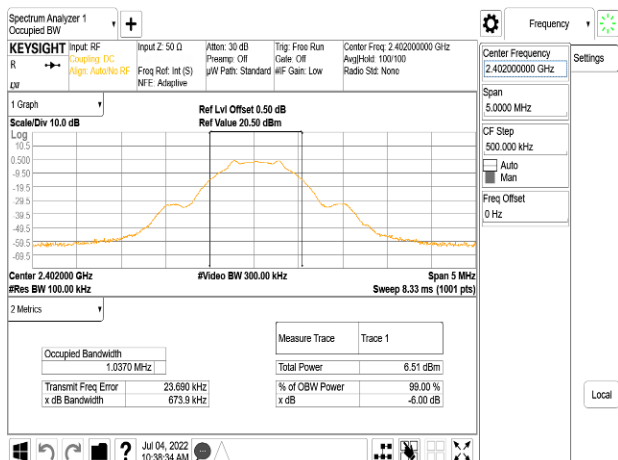 Spectrum Analyzer 1
Occupied BW
+
Frequency
KEYSIGHT
R
Input: RF
Coupling: DC
Align: Auto/No RF
Input Z: 50 Ω
Freq Ref: Int (S)
NFE: Adaptive
Atten: 30 dB
Preamp: Off
µW Path: Standard
Trig: Free Run
Gate: Off
#IF Gain: Low
Center Freq: 2.402000000 GHz
Avg|Hold: 100/100
Radio Std: None
Center Frequency
2.402000000 GHz
Settings
Span
5.0000 MHz
CF Step
500.000 kHz
Auto
Man
Freq Offset
0 Hz
Local
1 Graph
Scale/Div 10.0 dB
Ref Lvl Offset 0.50 dB
Ref Value 20.50 dBm
Log
10.5
0.500
-9.50
-19.5
-29.5
-39.5
-49.5
-59.5
-69.5
Center 2.402000 GHz
#Video BW 300.00 kHz
Span 5 MHz
#Res BW 100.00 kHz
Sweep 8.33 ms (1001 pts)
2 Metrics
Measure Trace
Trace 1
Occupied Bandwidth
1.0370 MHz
Total Power
6.51 dBm
Transmit Freq Error
23.690 kHz
% of OBW Power
99.00 %
x dB Bandwidth
673.9 kHz
x dB
-6.00 dB
?
Jul 04, 2022
10:38:34 AM